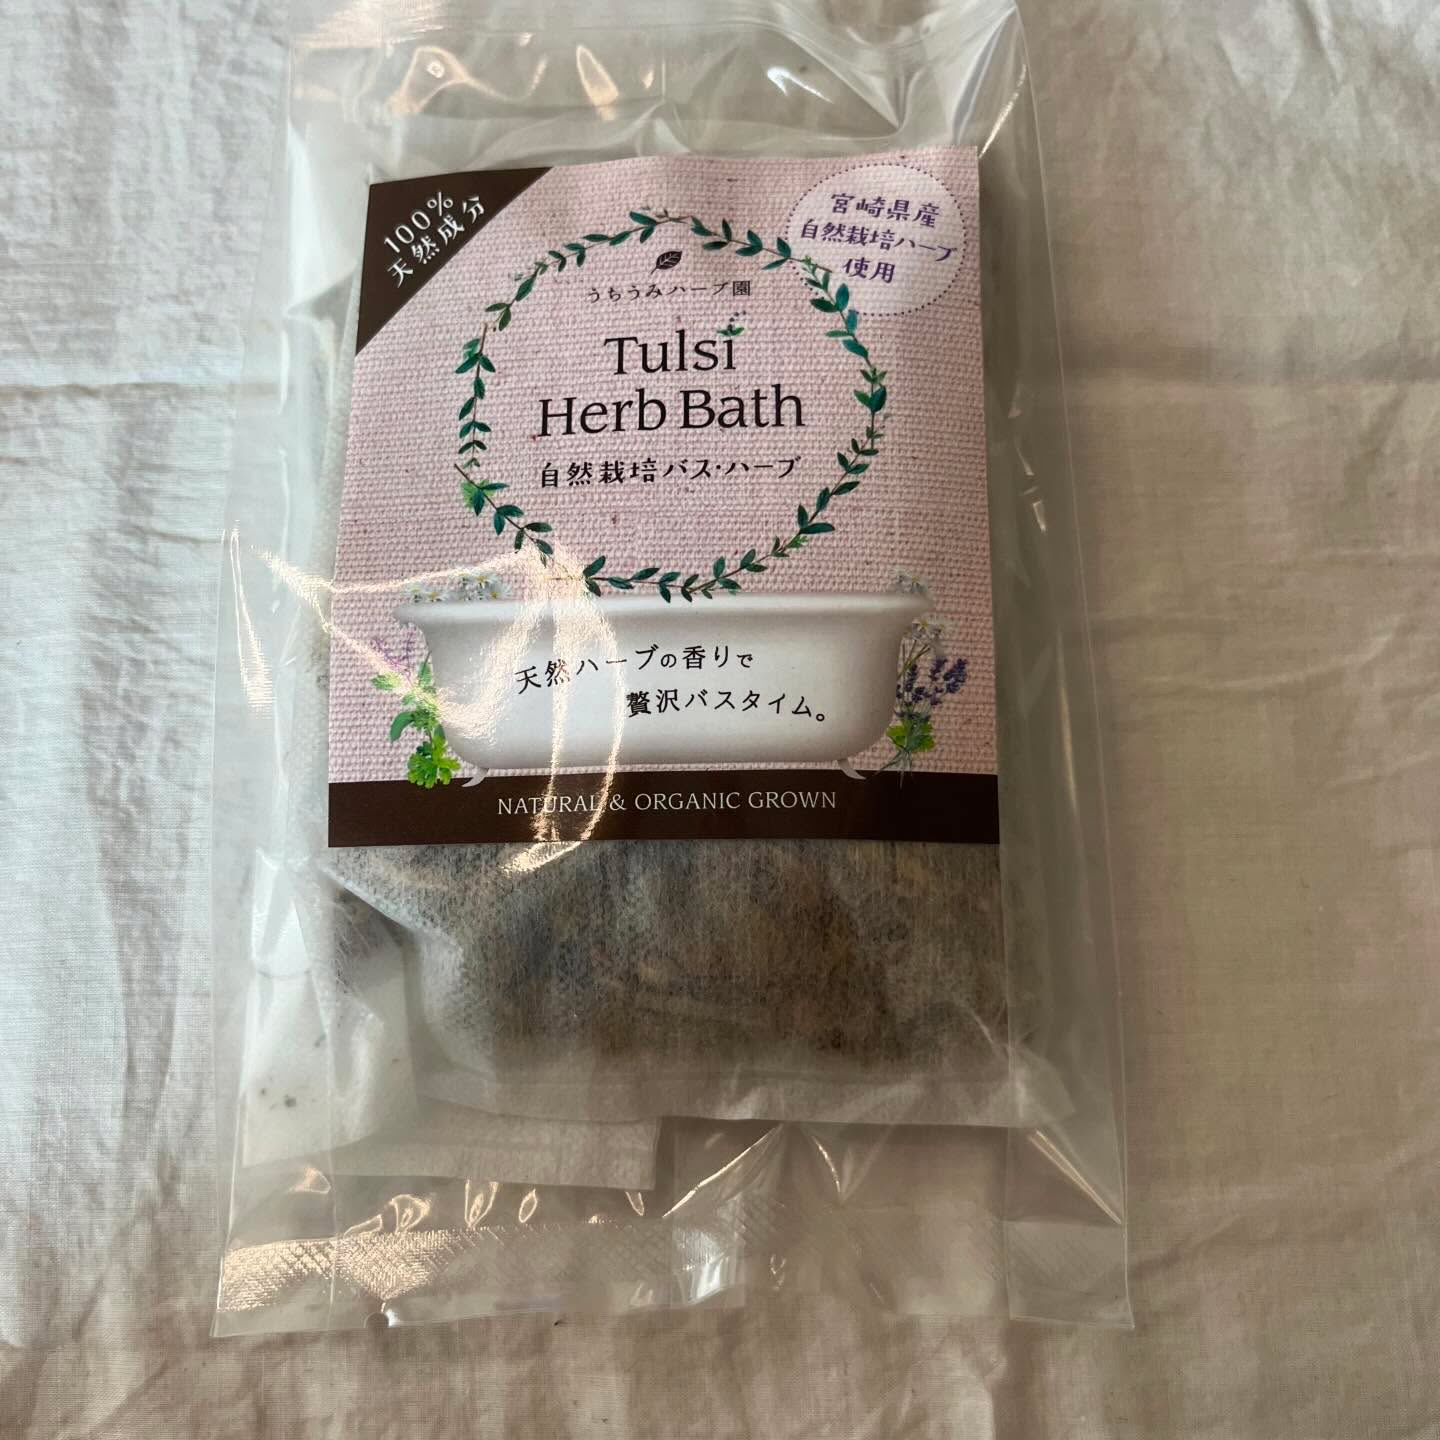 100%
天然成分
宮崎県産
自然栽培ハーブ
使用
うちうみハーブ園
Tulsi
Herb Bath
自然栽培バス・ハーブ
天然ハーブの香りで
贅沢バスタイム。
NATURAL & ORGANIC GROWN